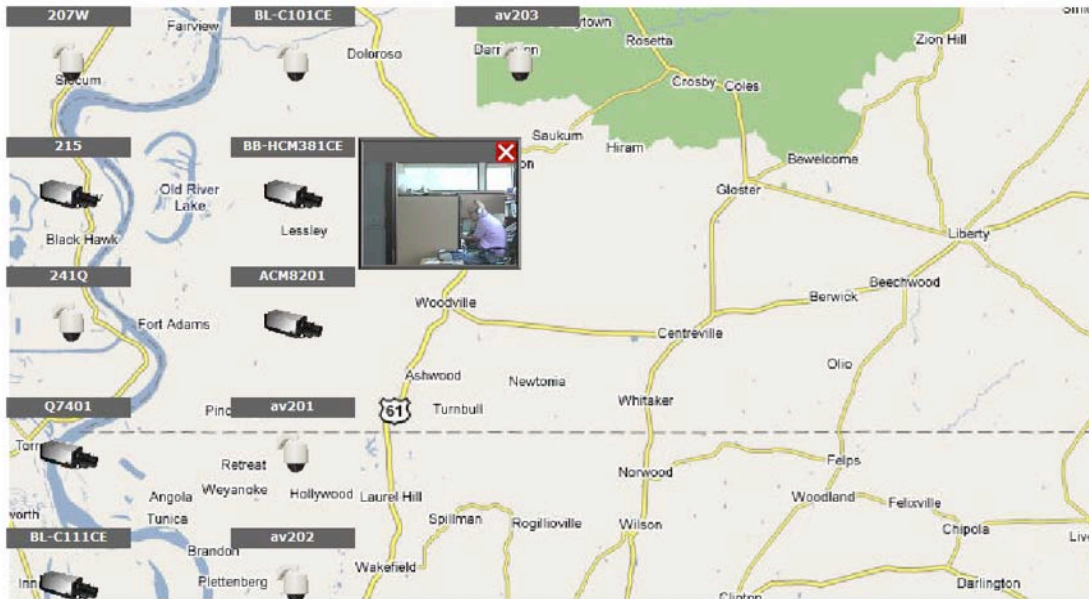 207W
BL-C101CE
av203
Fairview
Rosetta
Zion Hill
Doloroso
Slocum
Crosby
Coles
Saukum
Hiram
215
BB-HCM381CE
Bewelcome
Old River
Lake
Gloster
Lessley
Black Hawk
Liberty
241Q
ACM8201
Beechwood
Woodville
Berwick
Fort Adams
Centreville
Olio
Ashwood
Newtonia
Q7401
av201
61
Turnbull
Whitaker
Retreat
Norwood
Felps
Angola
Weyanoke
Hollywood
Laurel Hill
Woodland
Felixville
Tunica
Spillman
Rogillioville
Wilson
Chipola
BL-C111CE
av202
Brandon
Wakefield
Plettenberg
Darlington
Clinton